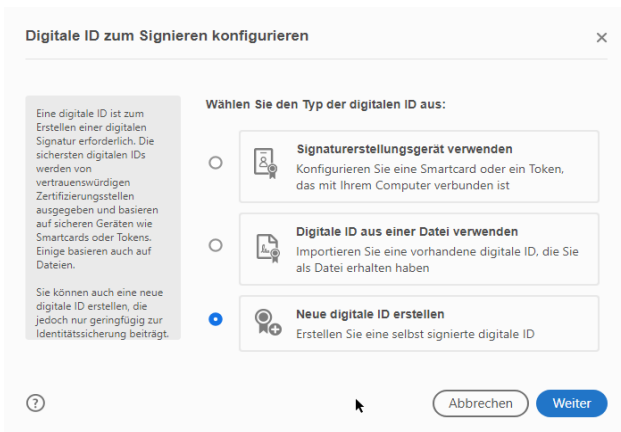 Digitale ID zum Signieren konfigurieren
Eine digitale ID ist zum
Erstellen einer digitalen
Signatur erforderlich. Die
sichersten digitalen IDs
werden von
vertrauenswürdigen
Zertifizierungsstellen
ausgegeben und basieren
auf sicheren Geräten wie
Smartcards oder Tokens.
Einige basieren auch auf
Dateien.
Sie können auch eine neue
digitale ID erstellen, die
jedoch nur geringfügig zur
Identitätssicherung beiträgt.
Wählen Sie den Typ der digitalen ID aus:
Signaturerstellungsgerät verwenden
Konfigurieren Sie eine Smartcard oder ein Token,
das mit Ihrem Computer verbunden ist
Digitale ID aus einer Datei verwenden
Importieren Sie eine vorhandene digitale ID, die Sie
als Datei erhalten haben
Neue digitale ID erstellen
Erstellen Sie eine selbst signierte digitale ID
Abbrechen
Weiter